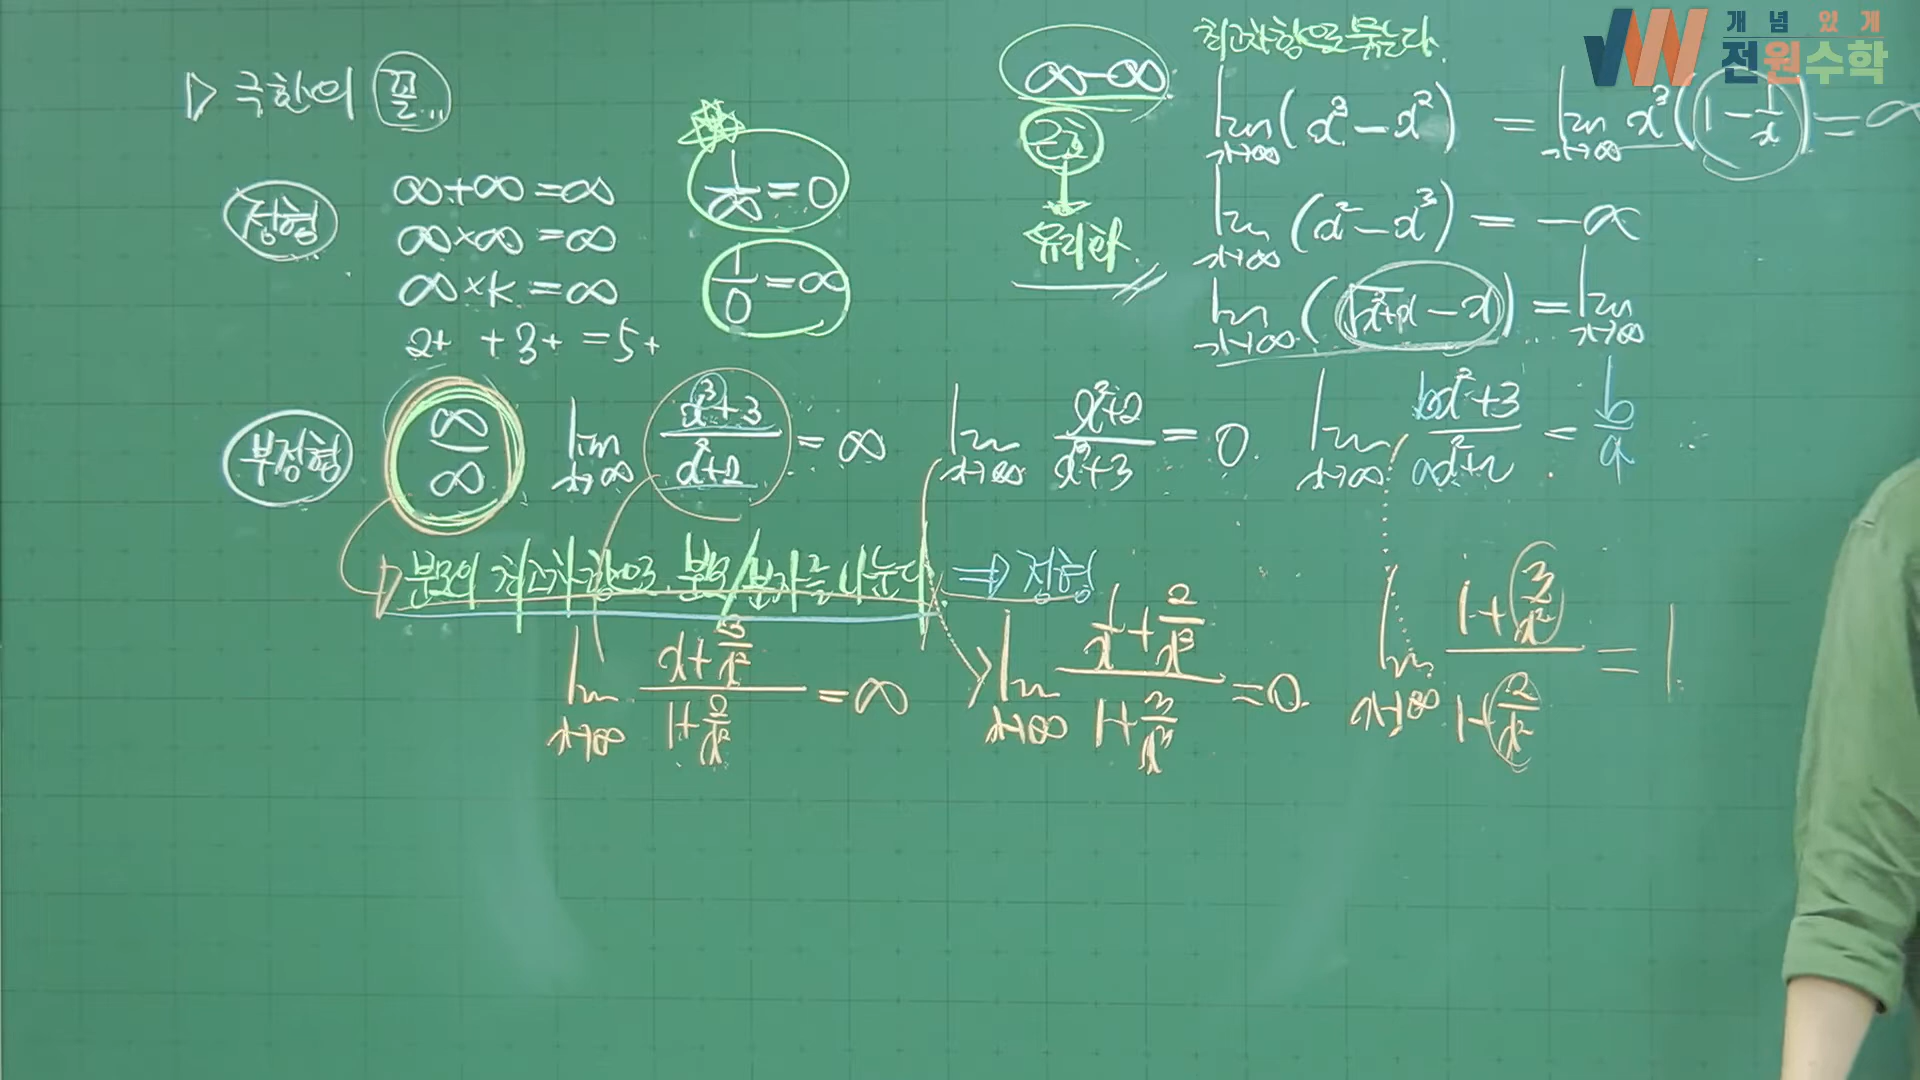 개념있게
전원수학
▷ 극한의 꼴..
정형
∞+∞=∞
∞×∞=∞
∞×k=∞
2+ +3+ =5+
1/∞=0
1/0=∞
∞-∞
2징
↓
유리화
최고차항으로 묶는다.
lim x→∞ (x³-x²) = lim x→∞ x³(1-1/x)=∞
lim x→∞ (x²-x³) = -∞
lim x→∞ (√x²+x - x) = lim x→∞
부정형
∞/∞
lim x→∞ x³+3/x²+2 = ∞
lim x→∞ x²+2/x³+3 = 0
lim x→∞ bx²+3/ax²+2 = b/a
▷ 분모의 최고차항으로 분모/분자를 나눈다 ⇒ 정형
lim x→∞ x+3/x² / 1+2/x² = ∞
lim x→∞ 1/x+2/x³ / 1+3/x³ = 0
lim x→∞ 1+3/x² / 1+2/x² = 1